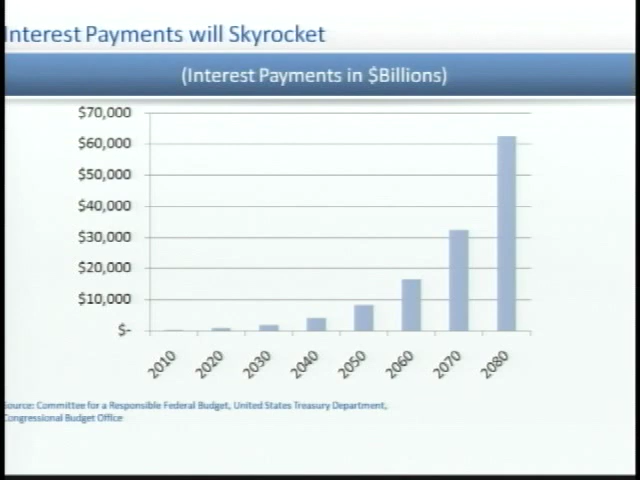 Interest Payments will Skyrocket
(Interest Payments in $Billions)
$70,000
$60,000
$50,000
$40,000
$30,000
$20,000
$10,000
$-
2010 2020 2030 2040 2050 2060 2070 2080
Source: Committee for a Responsible Federal Budget, United States Treasury Department,
Congressional Budget Office